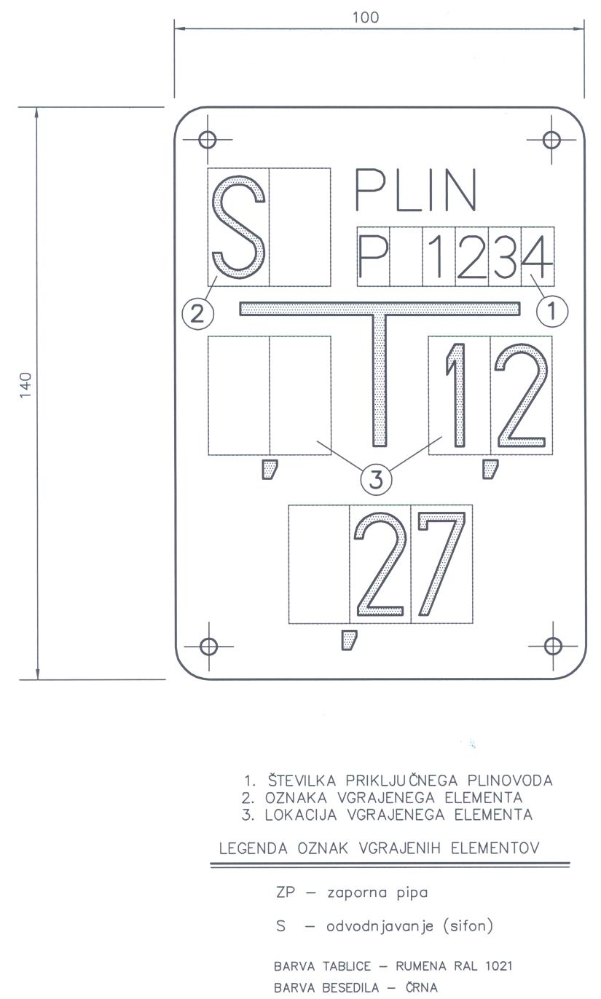 100
140
S PLIN
P 1234
2
1
12
,
3
,
27
,
1. ŠTEVILKA PRIKLJUČNEGA PLINOVODA
2. OZNAKA VGRAJENEGA ELEMENTA
3. LOKACIJA VGRAJENEGA ELEMENTA
LEGENDA OZNAK VGRAJENIH ELEMENTOV
ZP – zaporna pipa
S – odvodnjavanje (sifon)
BARVA TABLICE – RUMENA RAL 1021
BARVA BESEDILA – ČRNA